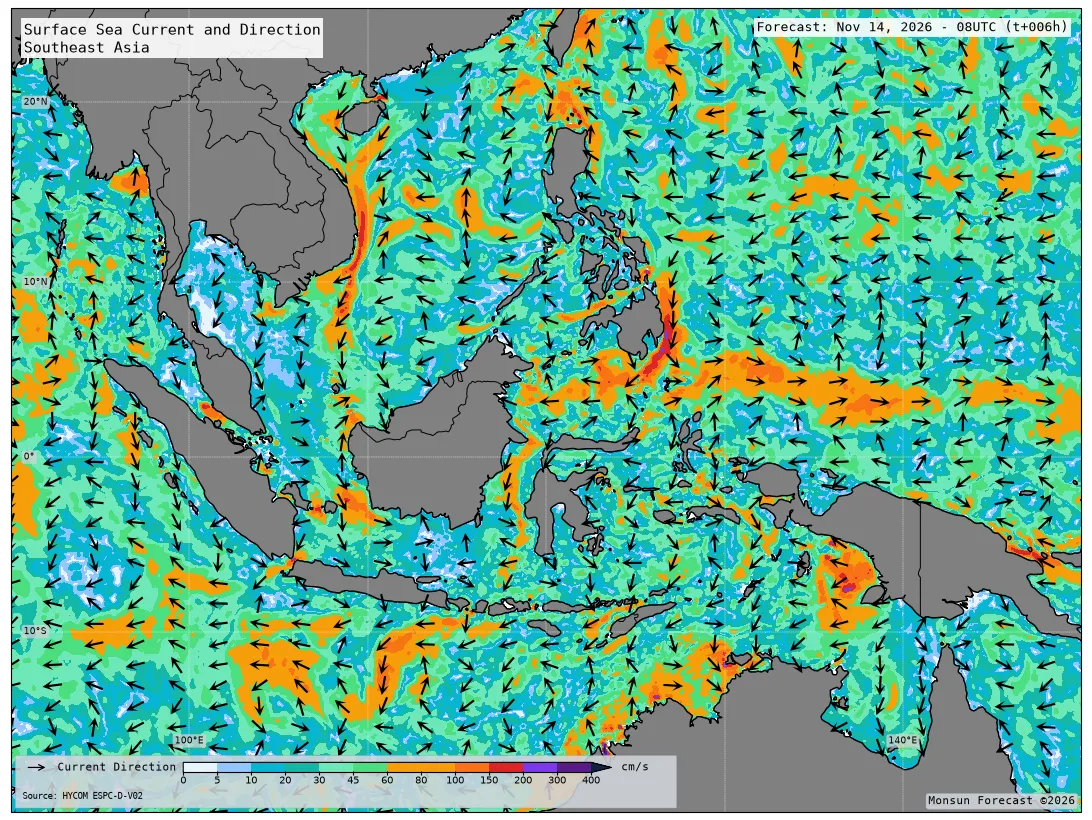 Surface Sea Current and Direction
Southeast Asia
Forecast: Nov 14, 2026 - 08UTC (t+006h)
20°N
10°N
0°
10°S
100°E
140°E
Current Direction
0 5 10 20 30 45 60 80 100 150 200 300 400 cm/s
Source: HYCOM ESPC-D-V02
Monsun Forecast ©2026